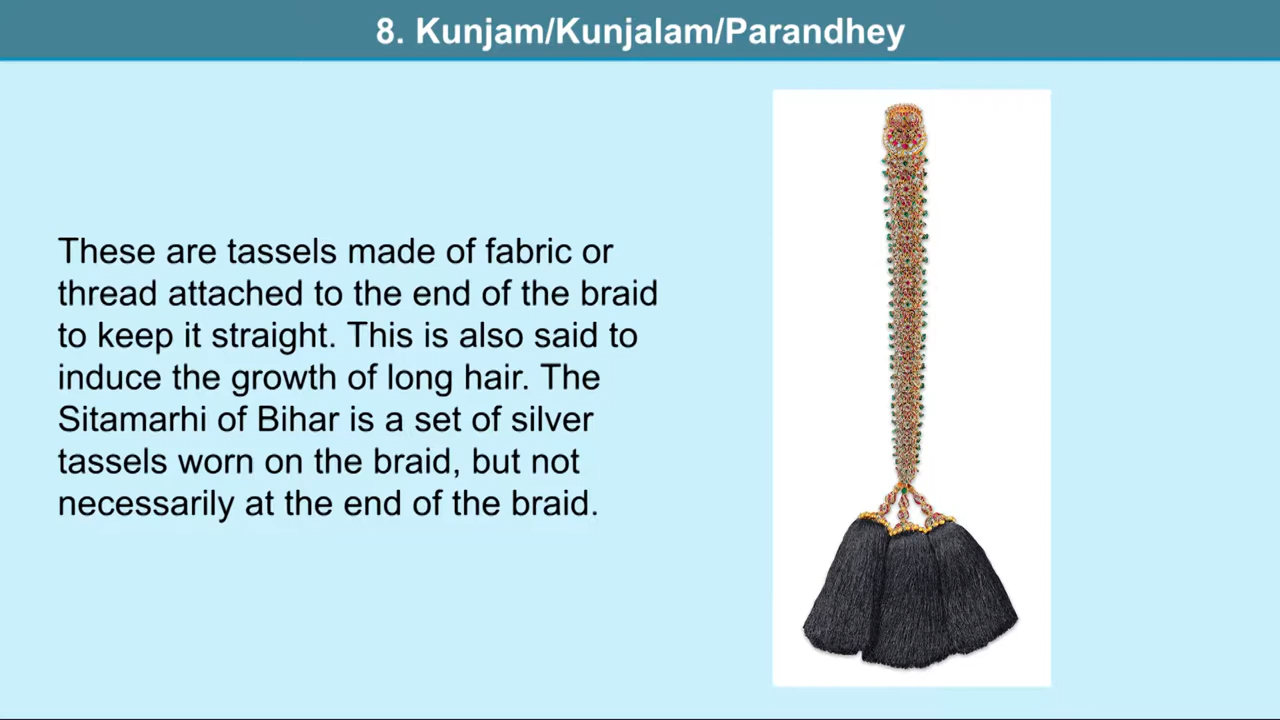 8. Kunjam/Kunjalam/Parandhey
These are tassels made of fabric or
thread attached to the end of the braid
to keep it straight. This is also said to
induce the growth of long hair. The
Sitamarhi of Bihar is a set of silver
tassels worn on the braid, but not
necessarily at the end of the braid.